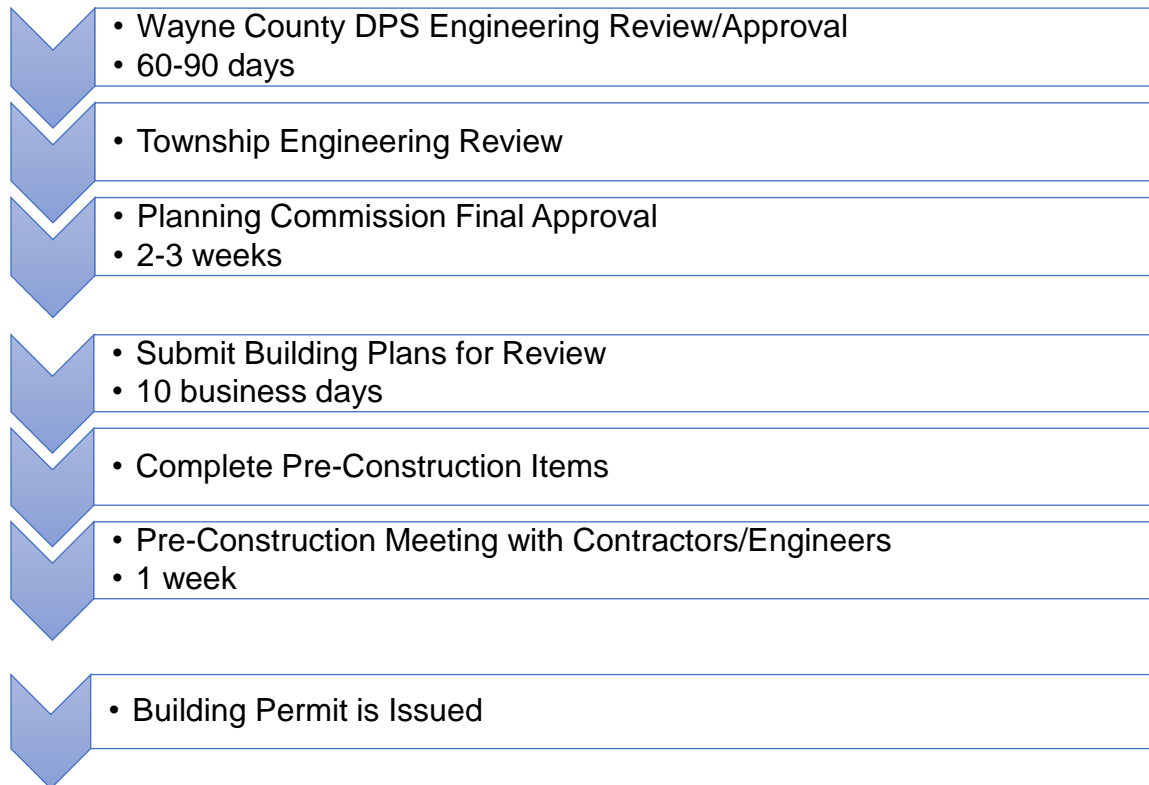 • Wayne County DPS Engineering Review/Approval
• 60-90 days
• Township Engineering Review
• Planning Commission Final Approval
• 2-3 weeks
• Submit Building Plans for Review
• 10 business days
• Complete Pre-Construction Items
• Pre-Construction Meeting with Contractors/Engineers
• 1 week
• Building Permit is Issued